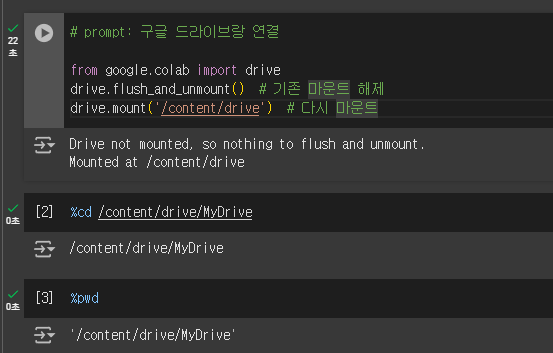 # prompt: 구글 드라이브랑 연결
22
초
from google.colab import drive
drive.flush_and_unmount()  # 기존 마운트 해제
drive.mount('/content/drive')  # 다시 마운트
Drive not mounted, so nothing to flush and unmount.
Mounted at /content/drive
[2] %cd /content/drive/MyDrive
0초
/content/drive/MyDrive
[3] %pwd
0초
'/content/drive/MyDrive'